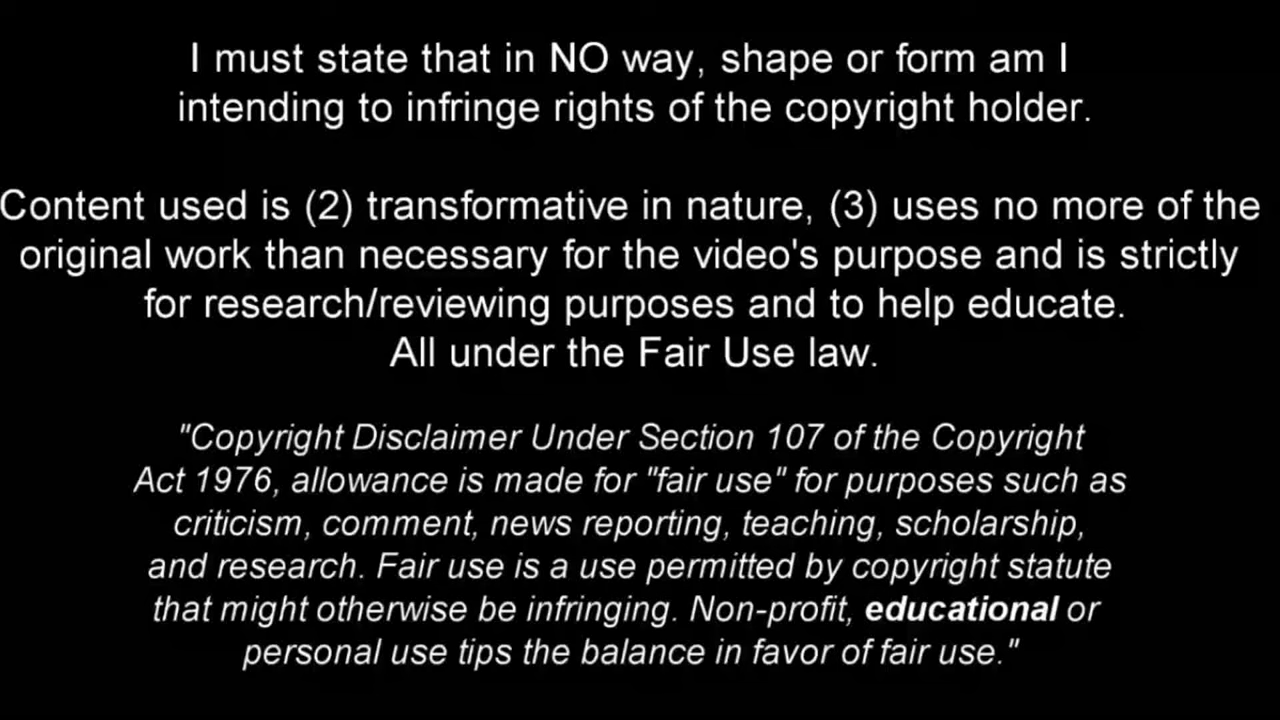 I must state that in NO way, shape or form am I
intending to infringe rights of the copyright holder.
Content used is (2) transformative in nature, (3) uses no more of the
original work than necessary for the video's purpose and is strictly
for research/reviewing purposes and to help educate.
All under the Fair Use law.
"Copyright Disclaimer Under Section 107 of the Copyright
Act 1976, allowance is made for "fair use" for purposes such as
criticism, comment, news reporting, teaching, scholarship,
and research. Fair use is a use permitted by copyright statute
that might otherwise be infringing. Non-profit, educational or
personal use tips the balance in favor of fair use."